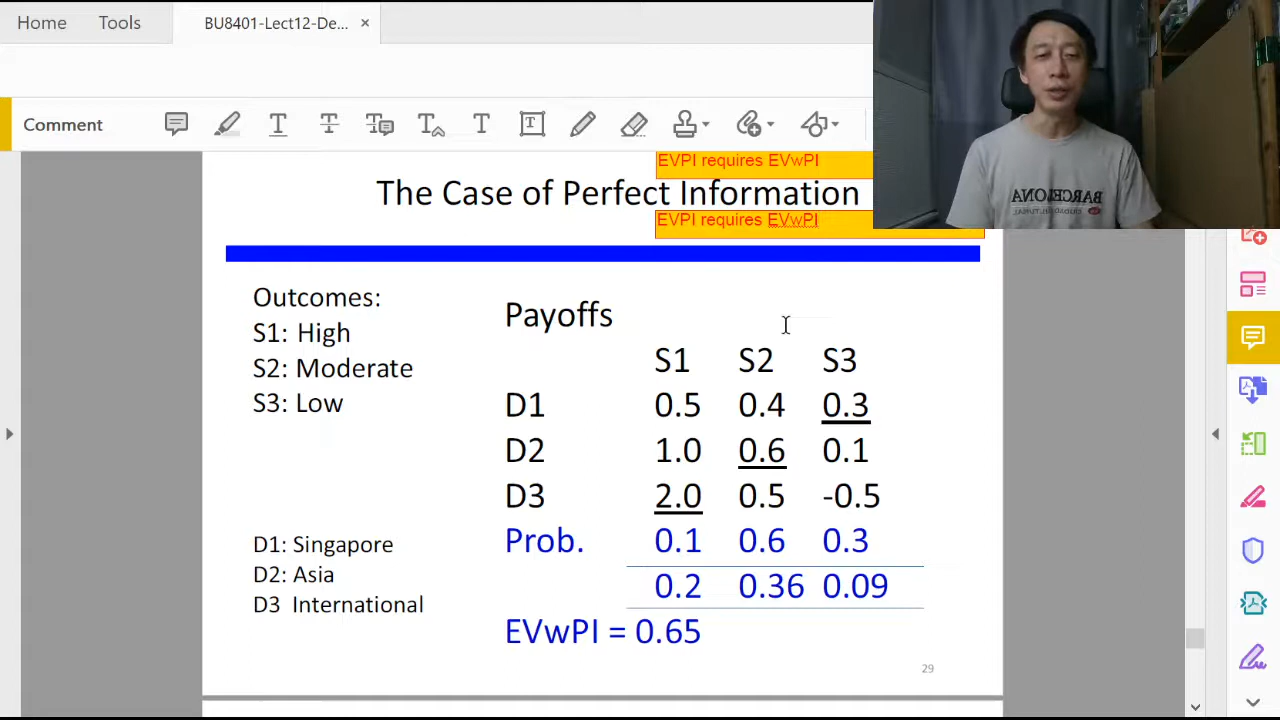 Home Tools BU8401-Lect12-De... ×
Comment
EVPI requires EVwPI
The Case of Perfect Information
EVPI requires EVwPI
Outcomes:
S1: High
S2: Moderate
S3: Low
D1: Singapore
D2: Asia
D3 International
Payoffs
S1 S2 S3
D1 0.5 0.4 0.3
D2 1.0 0.6 0.1
D3 2.0 0.5 -0.5
Prob. 0.1 0.6 0.3
0.2 0.36 0.09
EVwPI = 0.65
29
BARCELONA